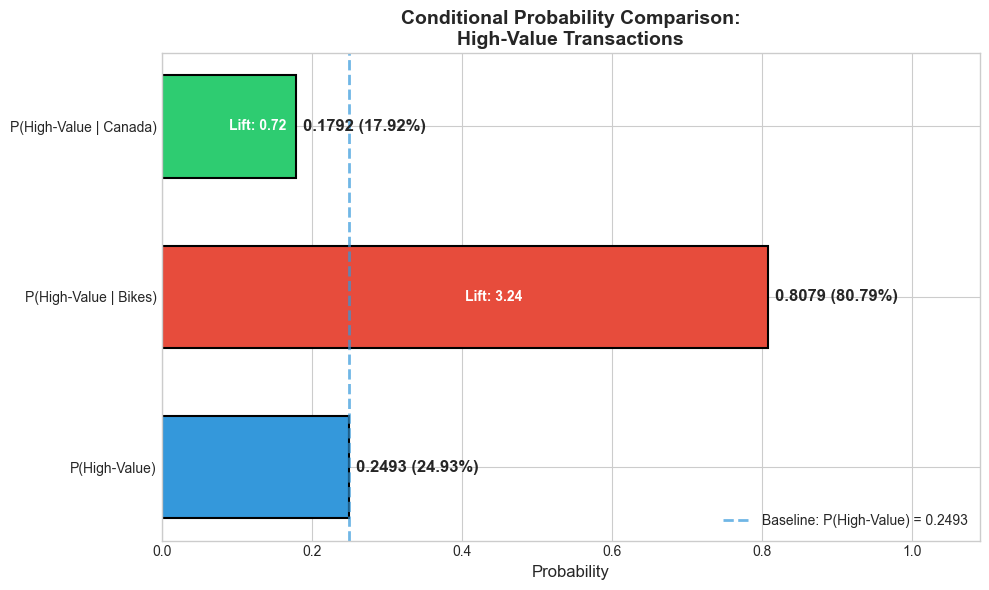 Conditional Probability Comparison:
High-Value Transactions
P(High-Value | Canada)
Lift: 0.72
0.1792 (17.92%)
P(High-Value | Bikes)
Lift: 3.24
0.8079 (80.79%)
P(High-Value)
0.2493 (24.93%)
Baseline: P(High-Value) = 0.2493
0.0 0.2 0.4 0.6 0.8 1.0
Probability